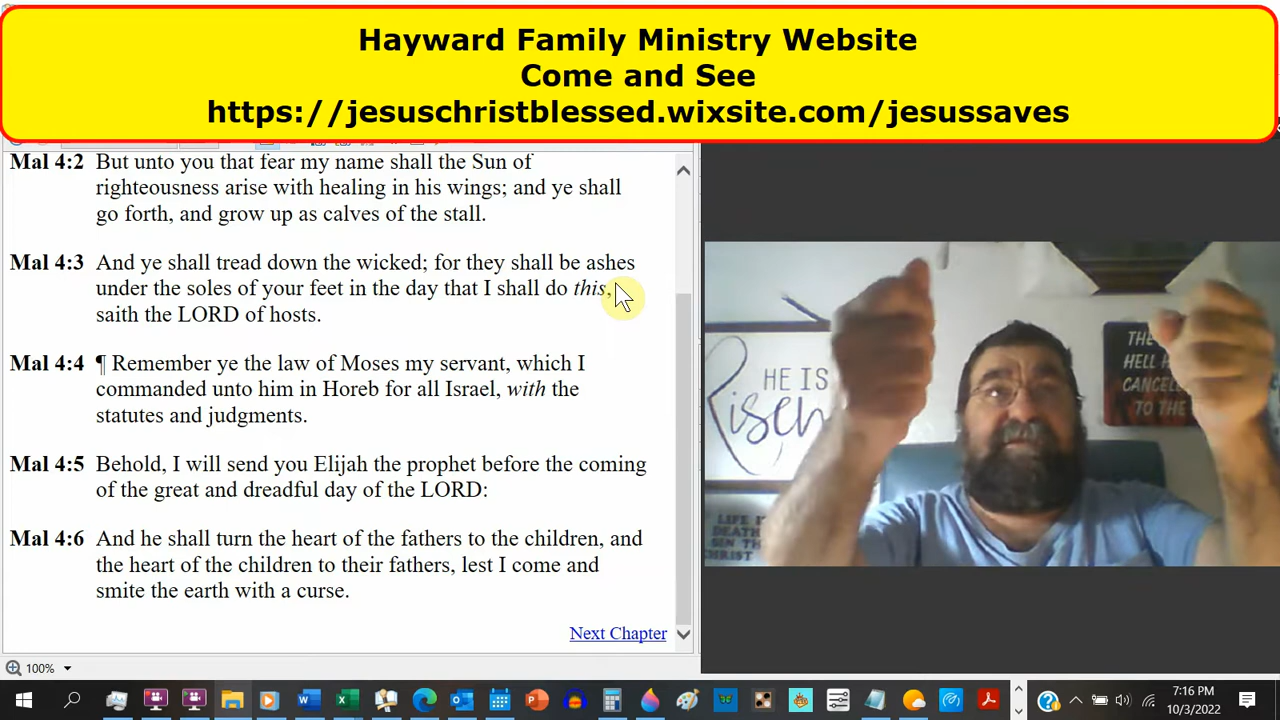 Hayward Family Ministry Website
Come and See
https://jesuschristblessed.wixsite.com/jesussaves
Mal 4:2 But unto you that fear my name shall the Sun of
righteousness arise with healing in his wings; and ye shall
go forth, and grow up as calves of the stall.
Mal 4:3 And ye shall tread down the wicked; for they shall be ashes
under the soles of your feet in the day that I shall do this,
saith the LORD of hosts.
Mal 4:4 ¶ Remember ye the law of Moses my servant, which I
commanded unto him in Horeb for all Israel, with the
statutes and judgments.
Mal 4:5 Behold, I will send you Elijah the prophet before the coming
of the great and dreadful day of the LORD:
Mal 4:6 And he shall turn the heart of the fathers to the children, and
the heart of the children to their fathers, lest I come and
smite the earth with a curse.
Next Chapter
100%
HE IS
Risen
LIFE
DEATH
SIN
CHRIST
HELL
TO THE
7:16 PM
10/3/2022